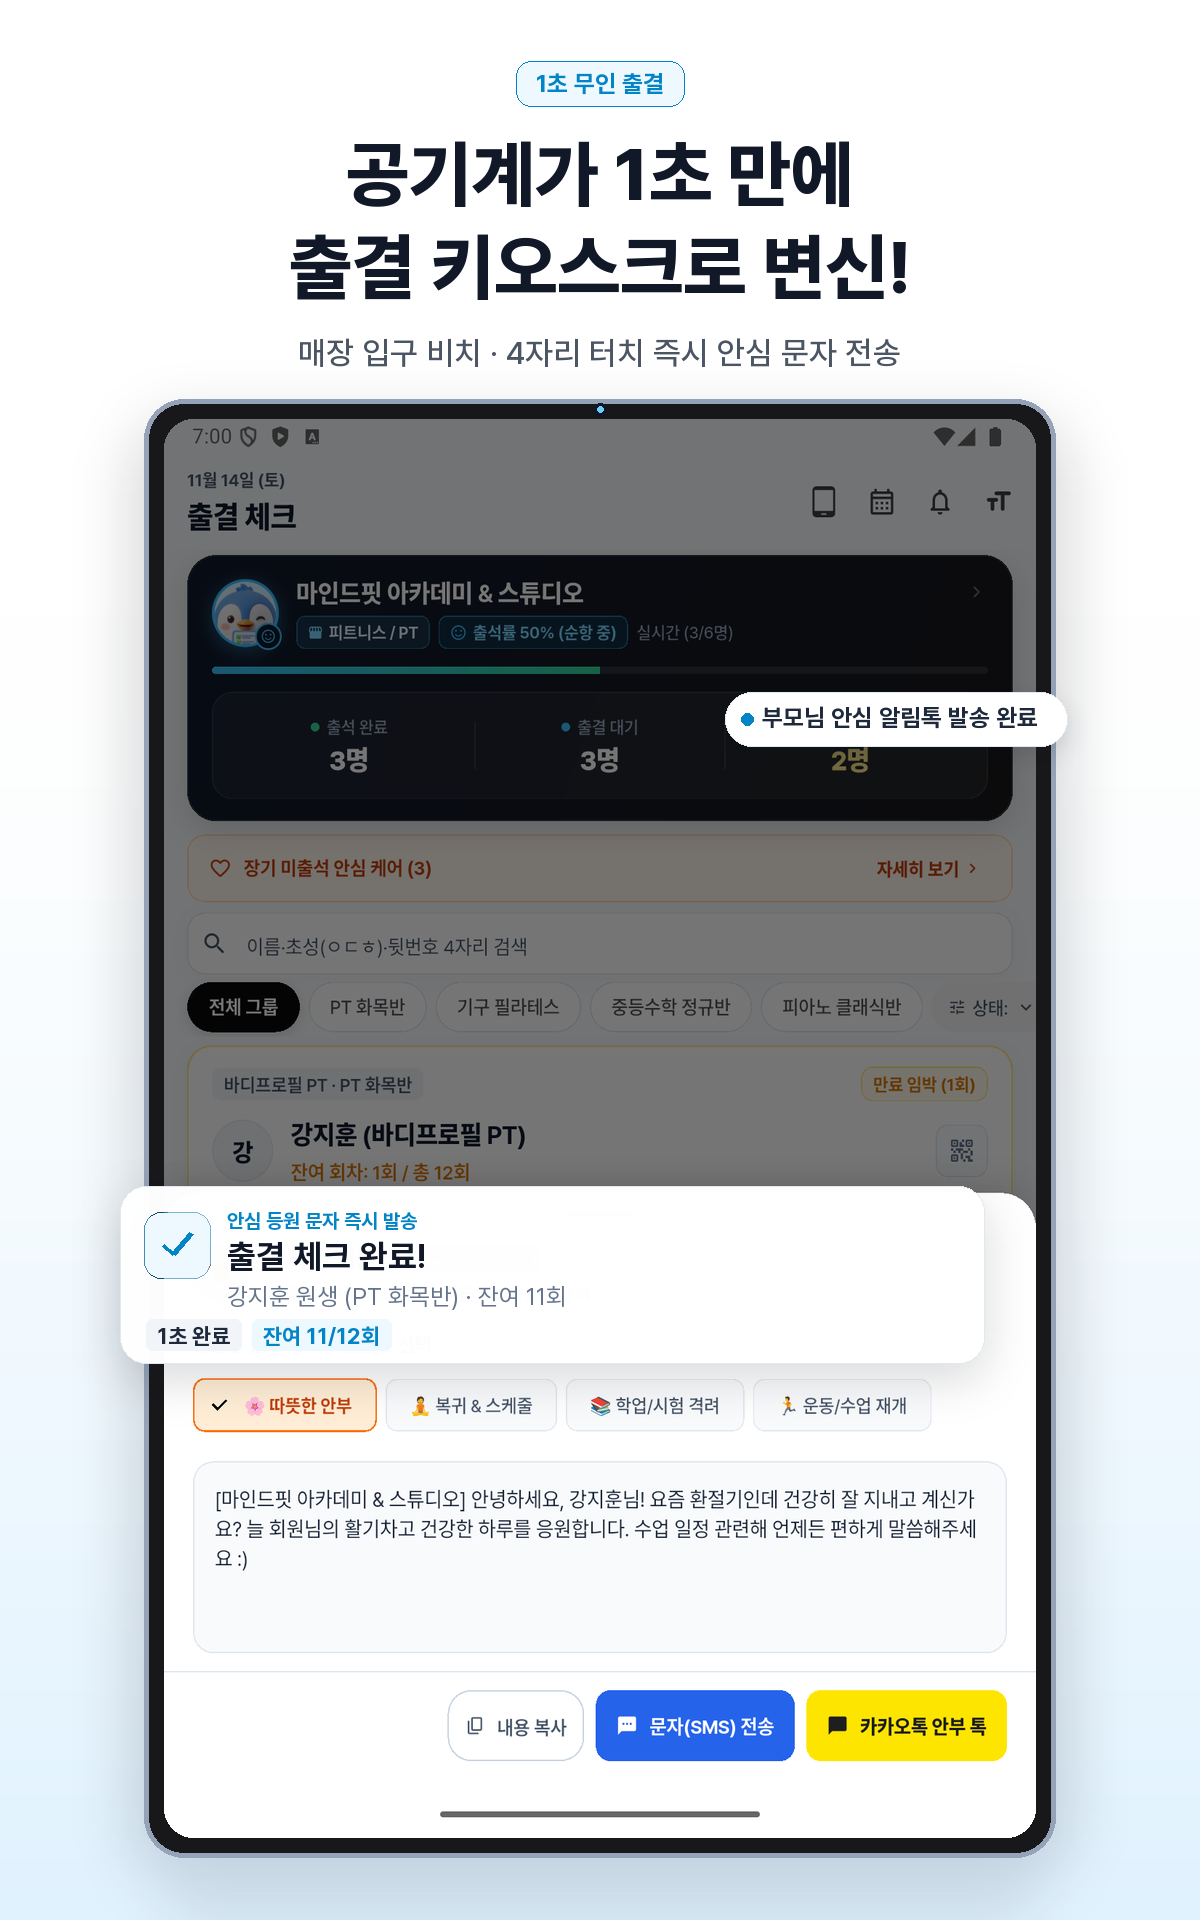 1초 무인 출결
공기계가 1초 만에
출결 키오스크로 변신!
매장 입구 비치 · 4자리 터치 즉시 안심 문자 전송
7:00
11월 14일 (토)
출결 체크
마인드핏 아카데미 & 스튜디오
피트니스 / PT
출석률 50% (순항 중)
실시간 (3/6명)
부모님 안심 알림톡 발송 완료
출석 완료
출결 대기
3명
3명
2명
장기 미출석 안심 케어 (3)
자세히 보기
이름·초성(ㅇㄷㅎ)·뒷번호 4자리 검색
전체 그룹
PT 화목반
기구 필라테스
중등수학 정규반
피아노 클래식반
상태:
바디프로필 PT · PT 화목반
만료 임박 (1회)
강
강지훈 (바디프로필 PT)
잔여 회차: 1회 / 총 12회
안심 등원 문자 즉시 발송
출결 체크 완료!
강지훈 원생 (PT 화목반) · 잔여 11회
1초 완료
잔여 11/12회
🌸 따뜻한 안부
🧘 복귀 & 스케줄
📚 학업/시험 격려
🏃 운동/수업 재개
[마인드핏 아카데미 & 스튜디오] 안녕하세요, 강지훈님! 요즘 환절기인데 건강히 잘 지내고 계신가
요? 늘 회원님의 활기차고 건강한 하루를 응원합니다. 수업 일정 관련해 언제든 편하게 말씀해주세
요 :)
내용 복사
문자(SMS) 전송
카카오톡 안부 톡